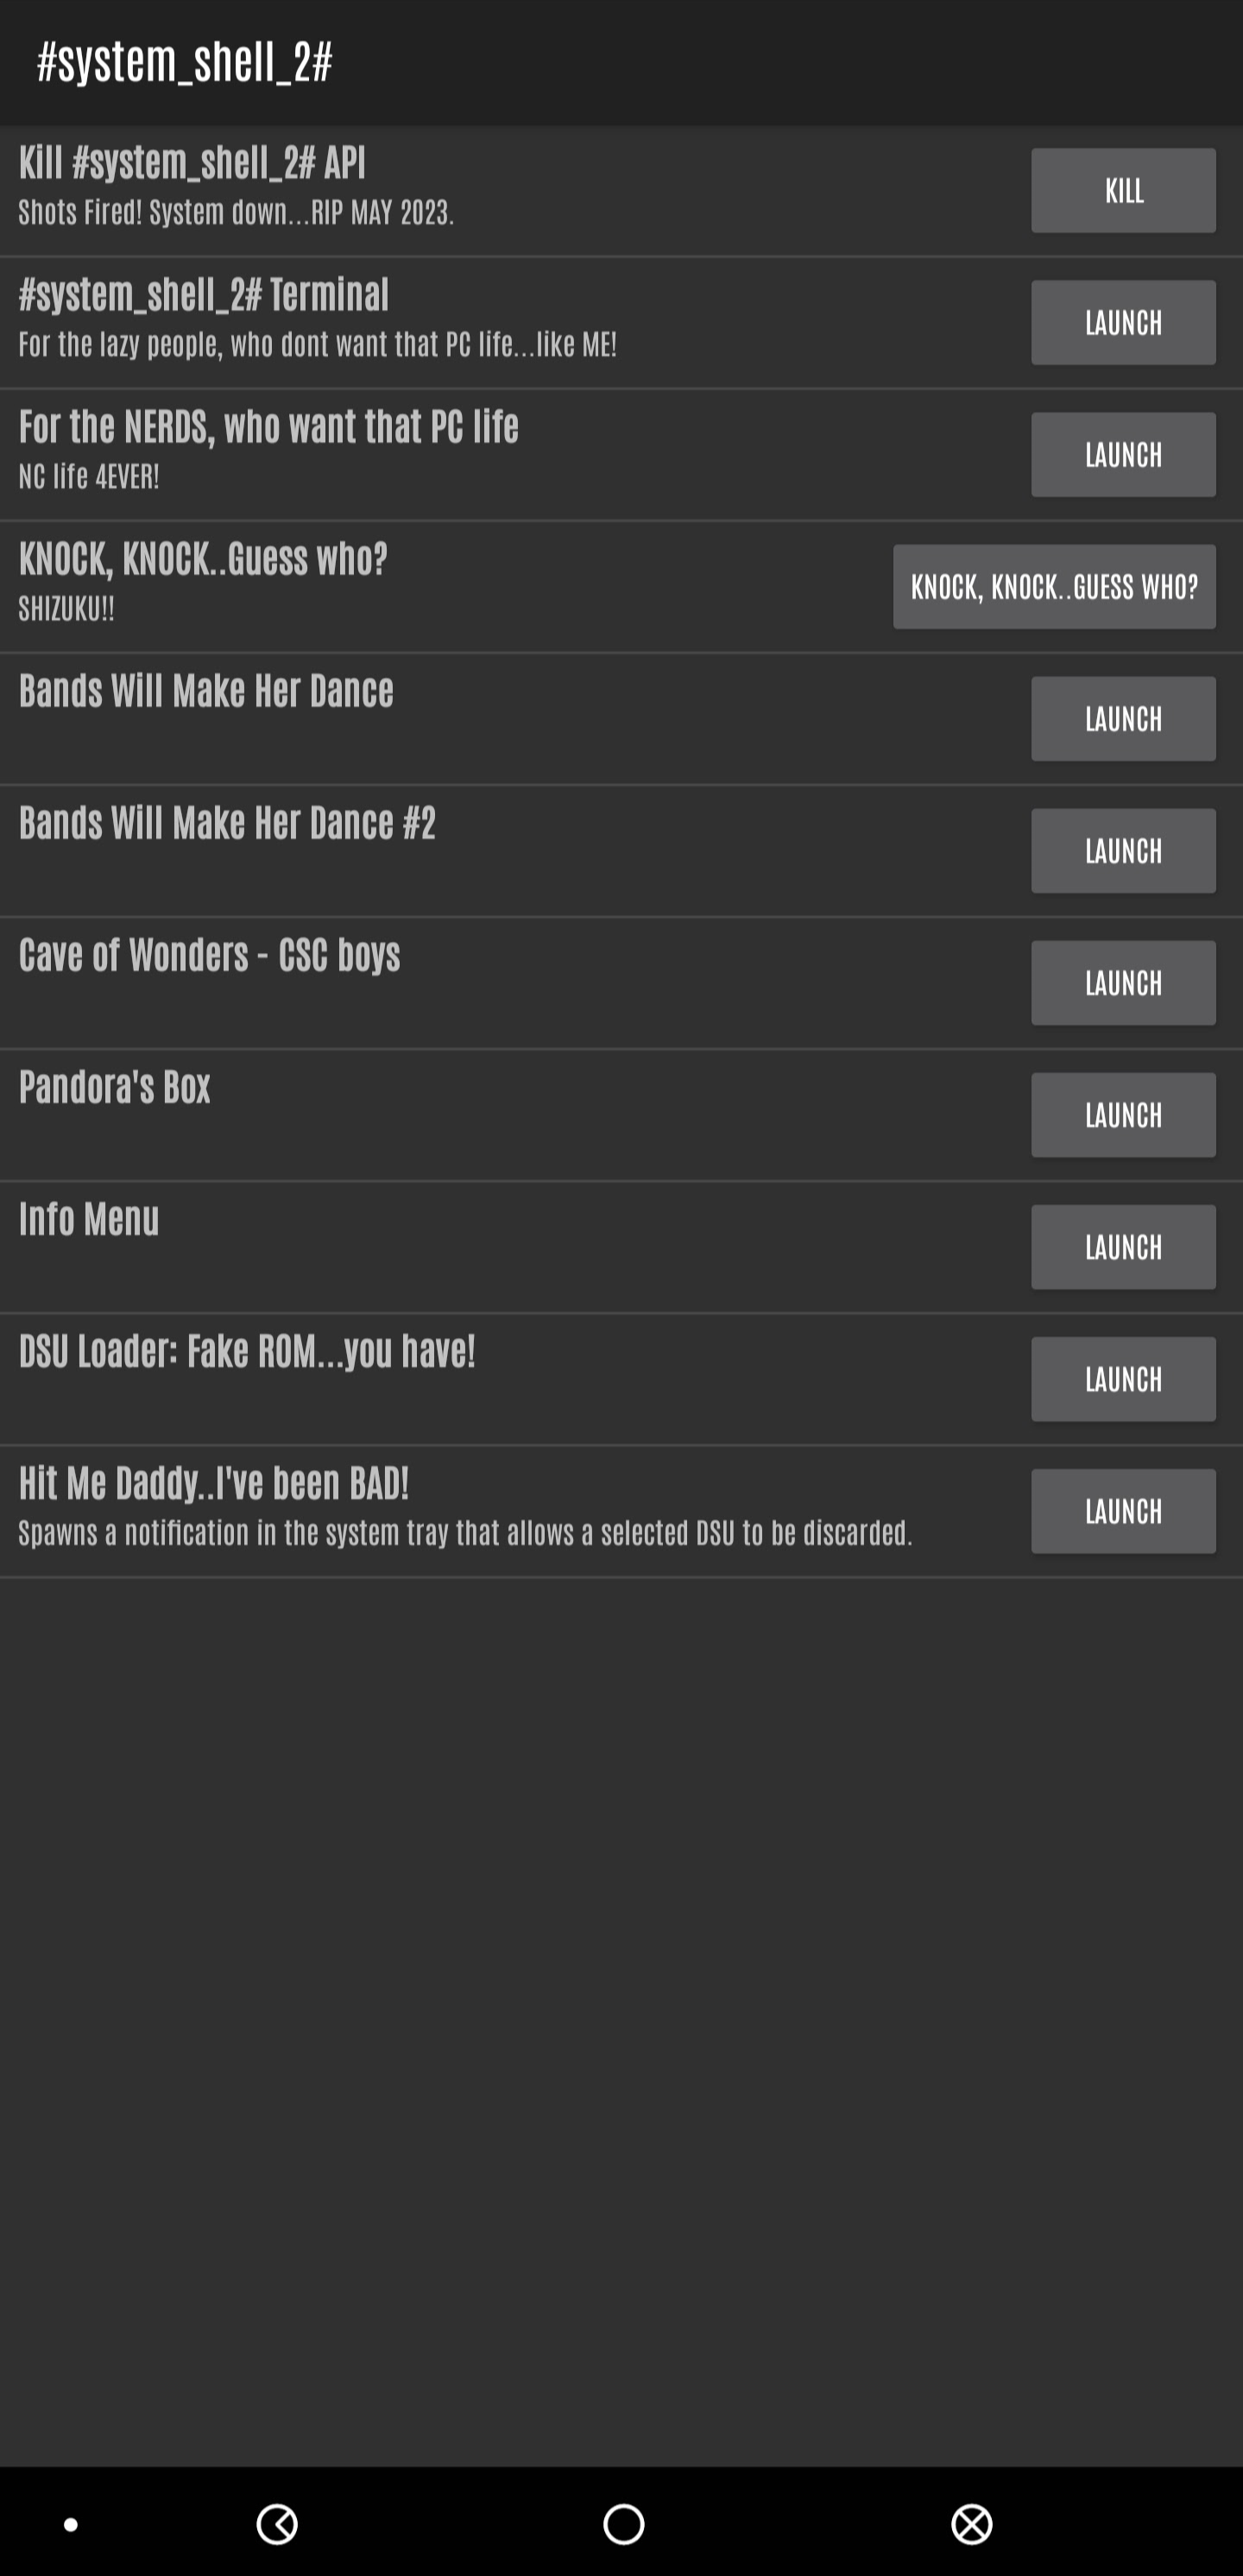 #system_shell_2#
Kill #system_shell_2# API
Shots Fired! System down...RIP MAY 2023.
KILL
#system_shell_2# Terminal
For the lazy people, who dont want that PC life...like ME!
LAUNCH
For the NERDS, who want that PC life
NC life 4EVER!
LAUNCH
KNOCK, KNOCK..Guess who?
SHIZUKU!!
KNOCK, KNOCK..GUESS WHO?
Bands Will Make Her Dance
LAUNCH
Bands Will Make Her Dance #2
LAUNCH
Cave of Wonders - CSC boys
LAUNCH
Pandora's Box
LAUNCH
Info Menu
LAUNCH
DSU Loader: Fake ROM...you have!
LAUNCH
Hit Me Daddy..I've been BAD!
Spawns a notification in the system tray that allows a selected DSU to be discarded.
LAUNCH